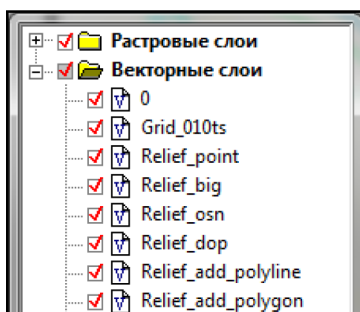 Растровые слои
Векторные слои
0
Grid_010ts
Relief_point
Relief_big
Relief_osn
Relief_dop
Relief_add_polyline
Relief_add_polygon